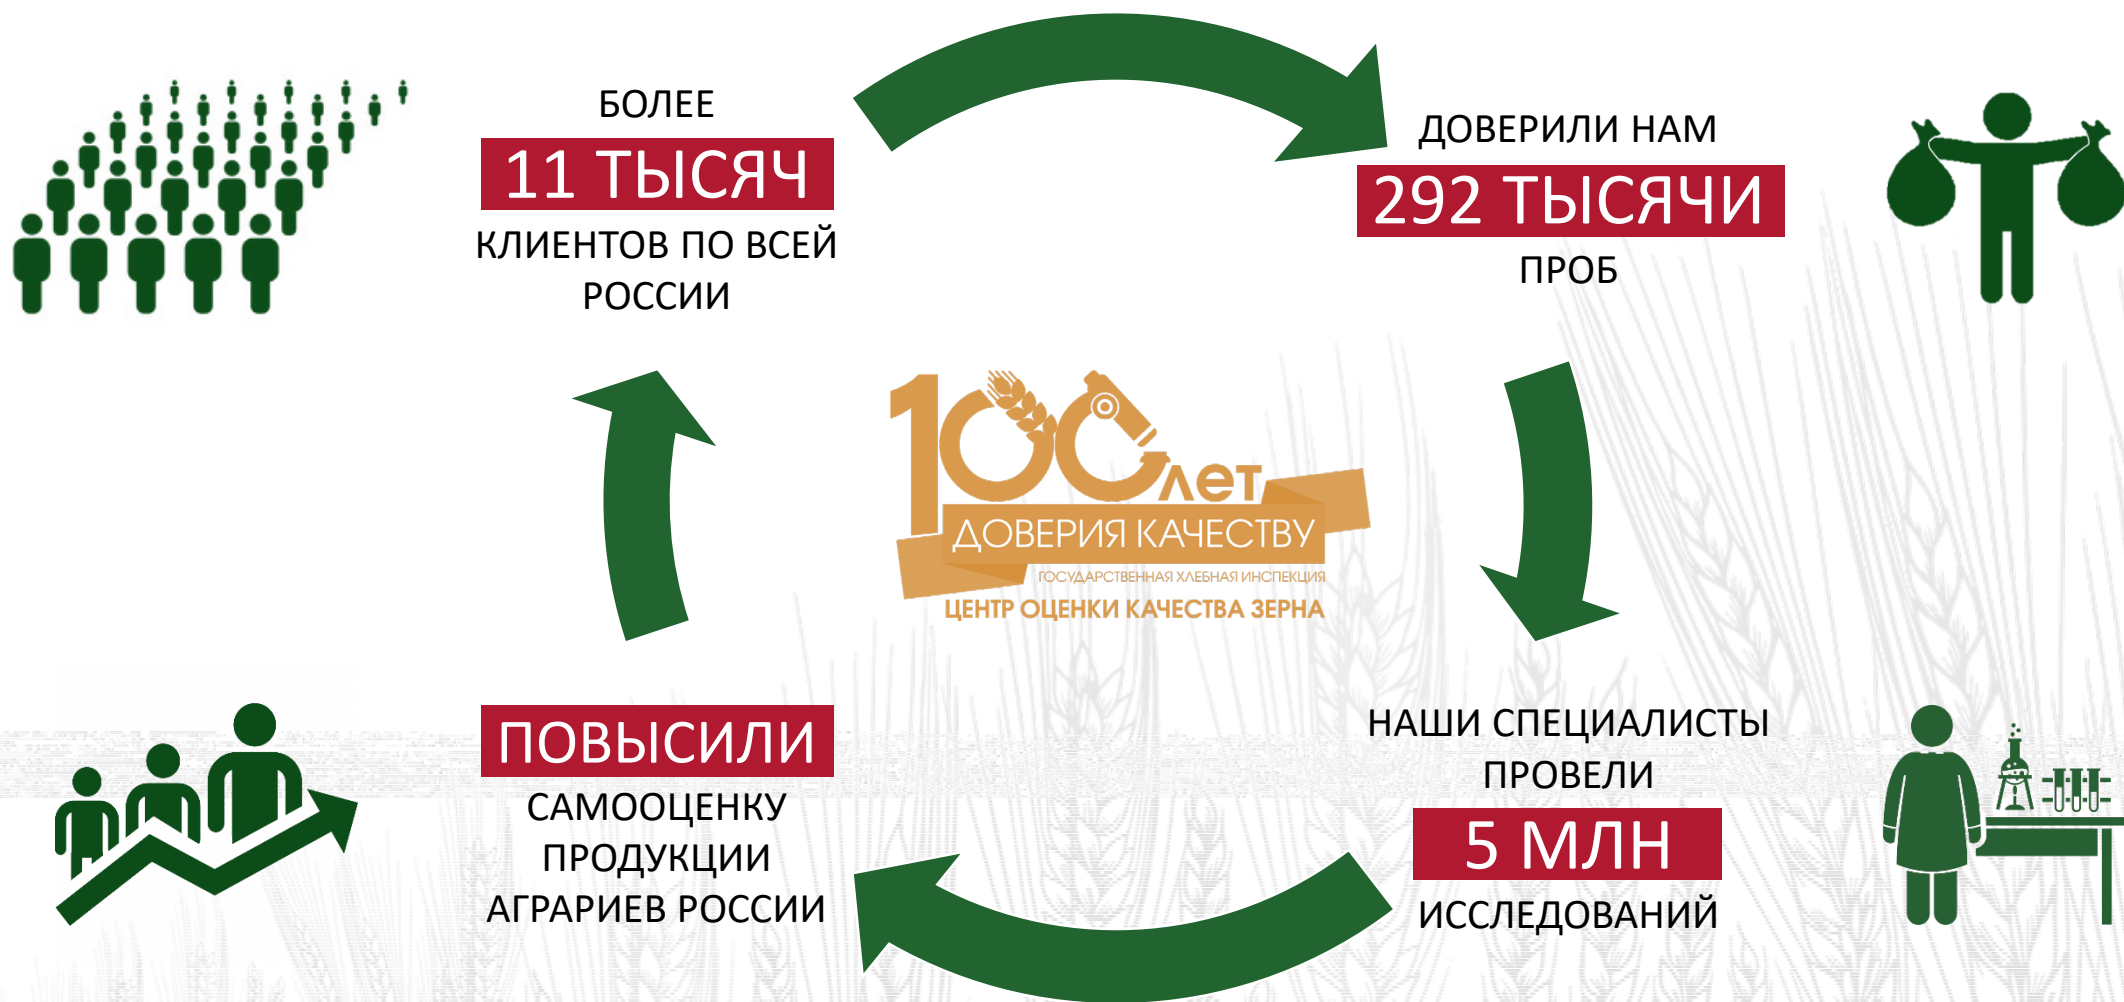 БОЛЕЕ
11 ТЫСЯЧ
КЛИЕНТОВ ПО ВСЕЙ
РОССИИ
ДОВЕРИЛИ НАМ
292 ТЫСЯЧИ
ПРОБ
100 лет
ДОВЕРИЯ КАЧЕСТВУ
ГОСУДАРСТВЕННАЯ ХЛЕБНАЯ ИНСПЕКЦИЯ
ЦЕНТР ОЦЕНКИ КАЧЕСТВА ЗЕРНА
НАШИ СПЕЦИАЛИСТЫ
ПРОВЕЛИ
5 МЛН
ИССЛЕДОВАНИЙ
ПОВЫСИЛИ
САМООЦЕНКУ
ПРОДУКЦИИ
АГРАРИЕВ РОССИИ